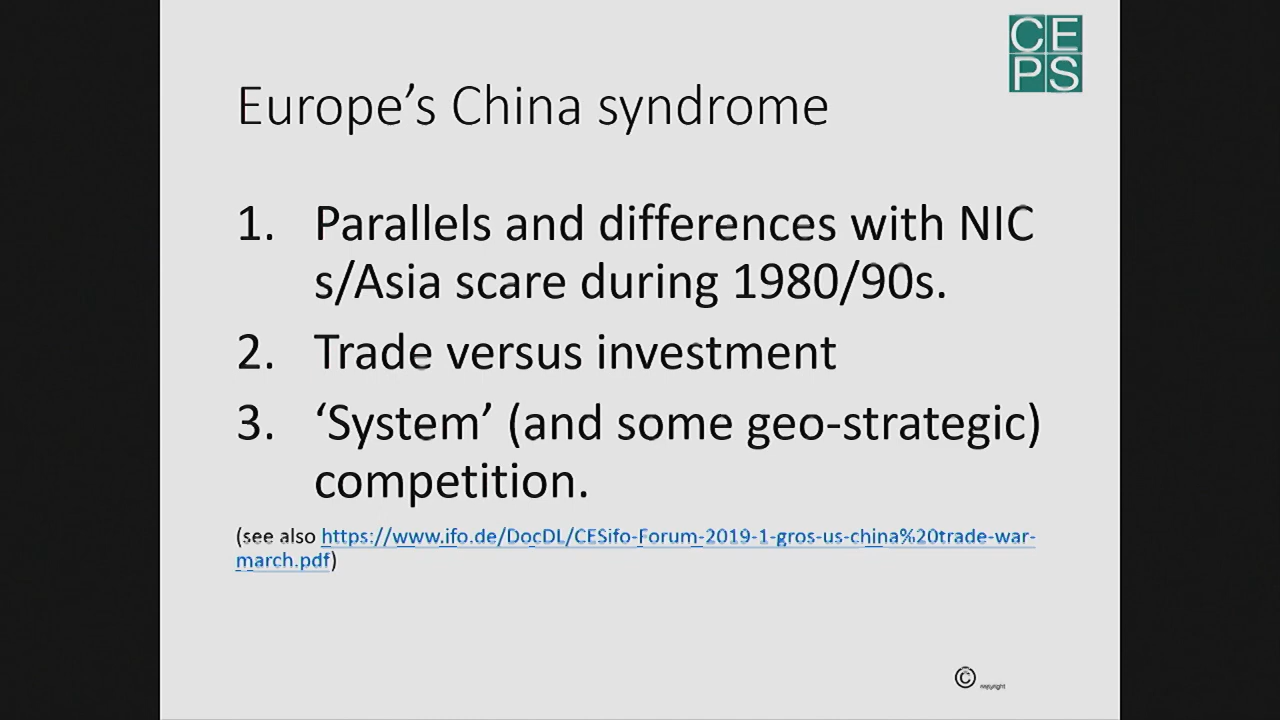 CE
PS
Europe’s China syndrome
1. Parallels and differences with NIC
s/Asia scare during 1980/90s.
2. Trade versus investment
3. ‘System’ (and some geo-strategic)
competition.
(see also https://www.ifo.de/DocDL/CESifo-Forum-2019-1-gros-us-china%20trade-war-
march.pdf)
© copyright